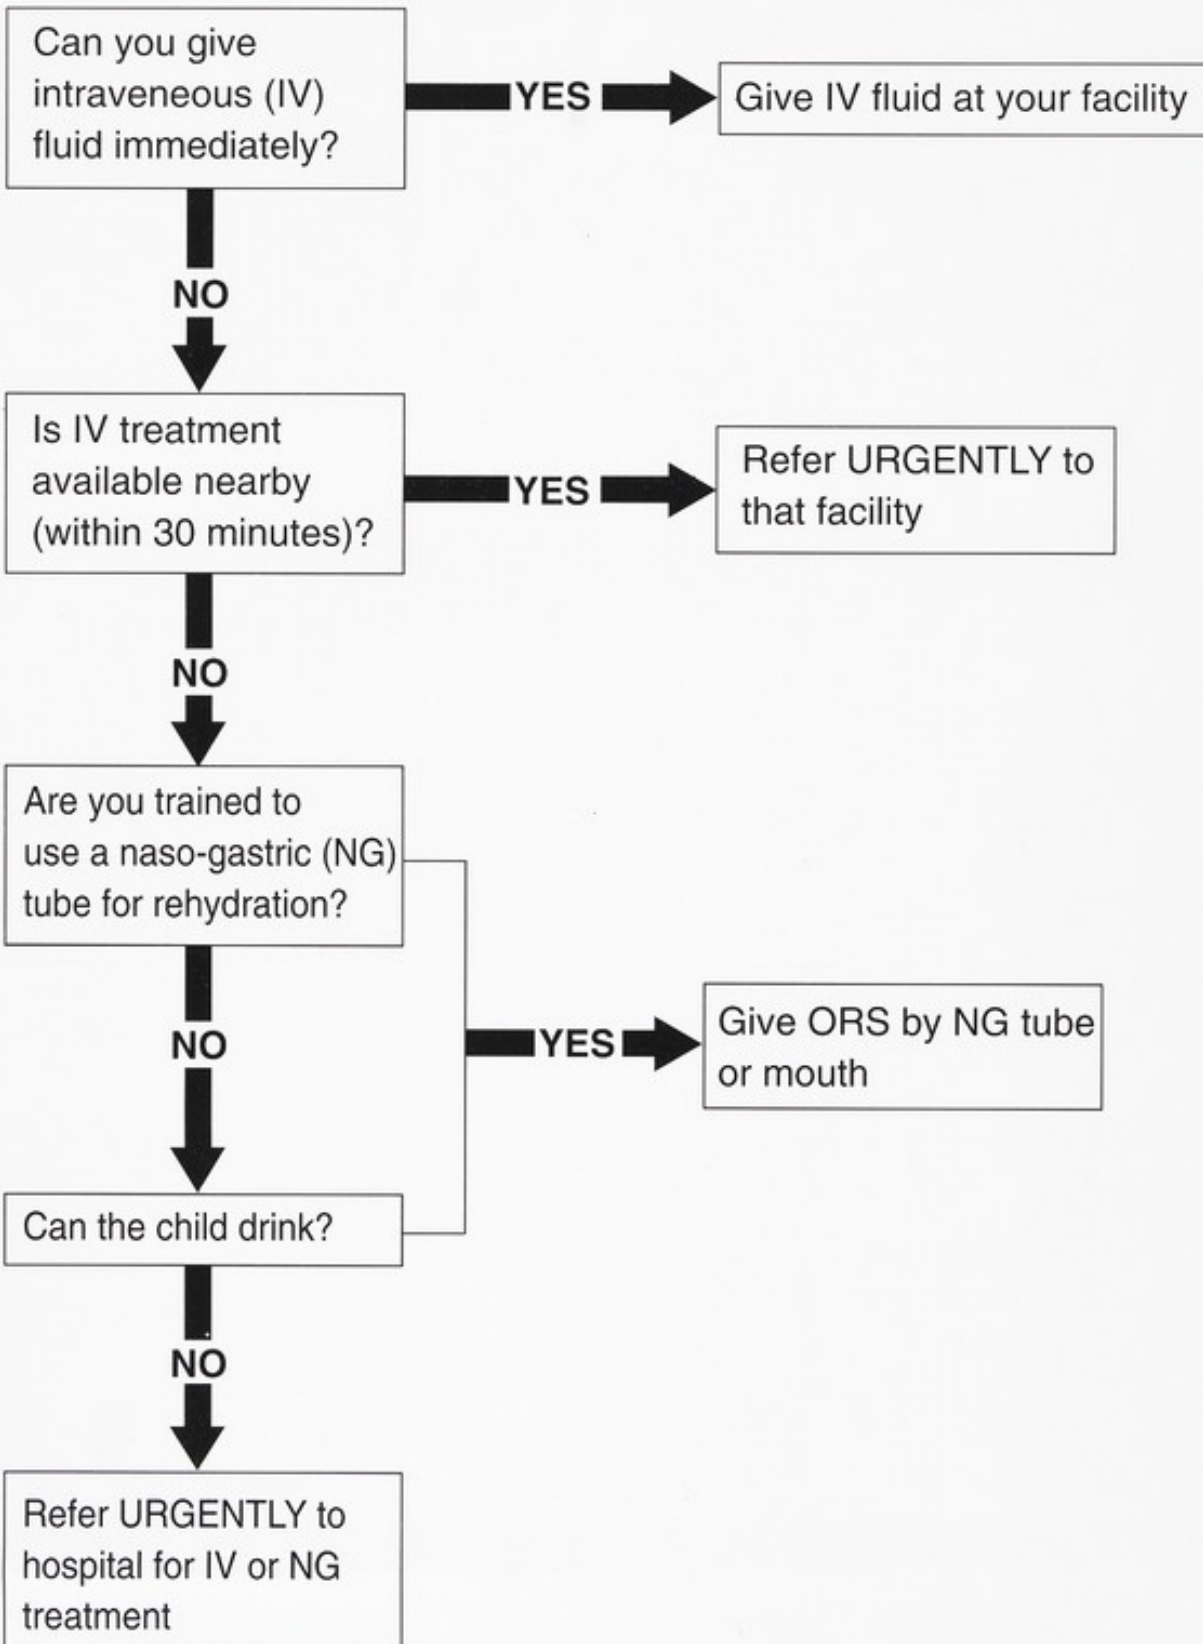 Can you give
intraveneous (IV)
fluid immediately?
YES
Give IV fluid at your facility
NO
Is IV treatment
available nearby
(within 30 minutes)?
YES
Refer URGENTLY to
that facility
NO
Are you trained to
use a naso-gastric (NG)
tube for rehydration?
NO
YES
Give ORS by NG tube
or mouth
Can the child drink?
NO
Refer URGENTLY to
hospital for IV or NG
treatment